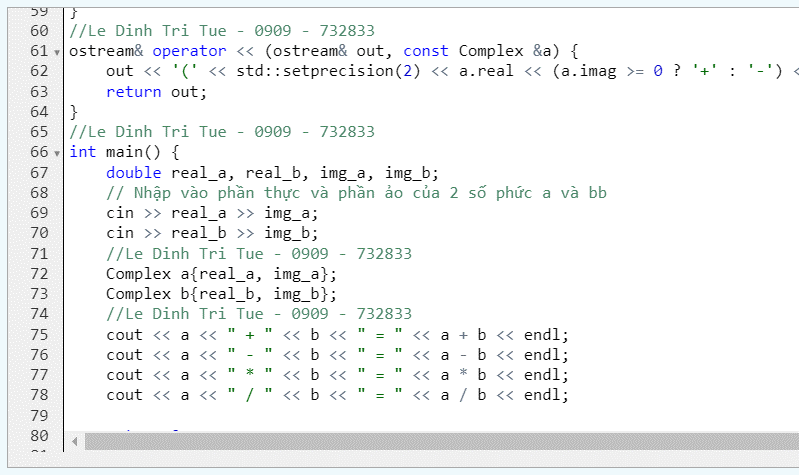 59 }
60 //Le Dinh Tri Tue - 0909 - 732833
61 ostream& operator << (ostream& out, const Complex &a) {
62     out << '(' << std::setprecision(2) << a.real << (a.imag >= 0 ? '+' : '-') <
63     return out;
64 }
65 //Le Dinh Tri Tue - 0909 - 732833
66 int main() {
67     double real_a, real_b, img_a, img_b;
68     // Nhập vào phần thực và phần ảo của 2 số phức a và bb
69     cin >> real_a >> img_a;
70     cin >> real_b >> img_b;
71     //Le Dinh Tri Tue - 0909 - 732833
72     Complex a{real_a, img_a};
73     Complex b{real_b, img_b};
74     //Le Dinh Tri Tue - 0909 - 732833
75     cout << a << " + " << b << " = " << a + b << endl;
76     cout << a << " - " << b << " = " << a - b << endl;
77     cout << a << " * " << b << " = " << a * b << endl;
78     cout << a << " / " << b << " = " << a / b << endl;
79
80